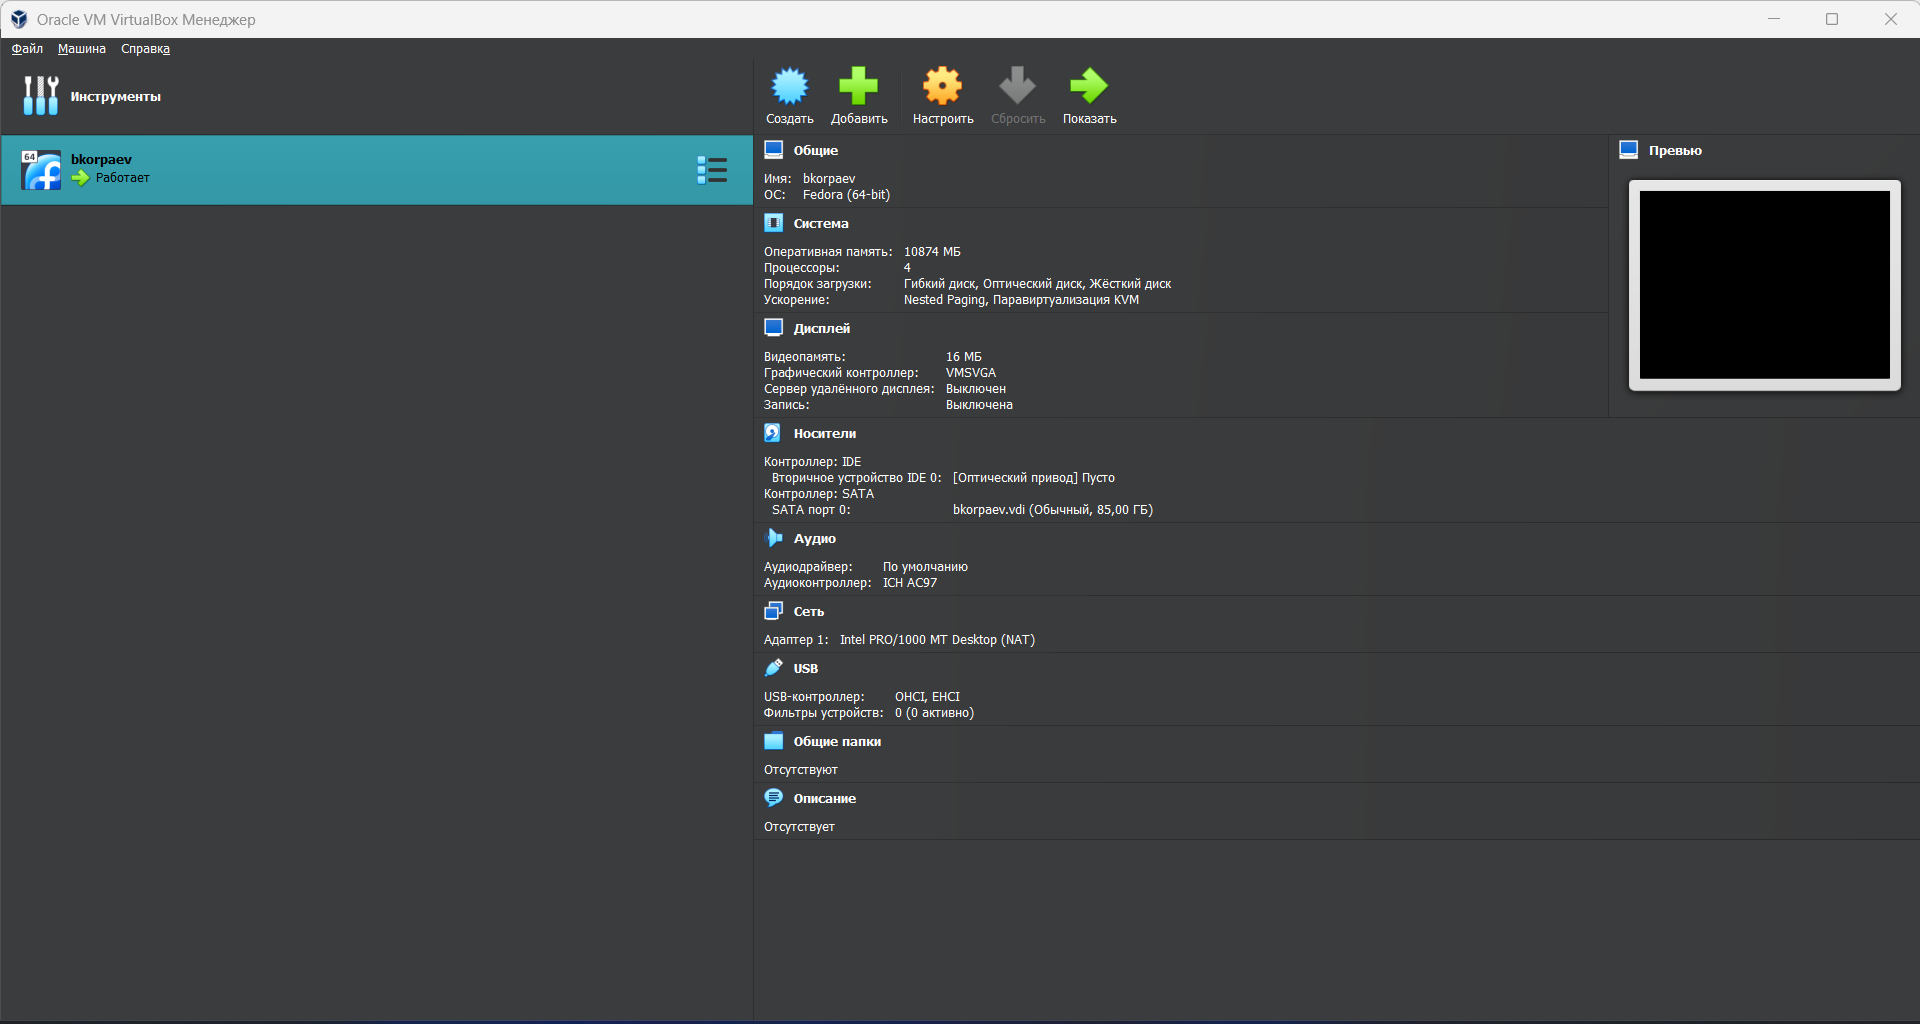 Oracle VM VirtualBox Менеджер
Файл Машина Справка
Инструменты
64
bkorpaev
Работает
Создать Добавить Настроить Сбросить Показать
Общие
Имя: bkorpaev
ОС: Fedora (64-bit)
Превью
Система
Оперативная память: 10874 МБ
Процессоры: 4
Порядок загрузки: Гибкий диск, Оптический диск, Жёсткий диск
Ускорение: Nested Paging, Паравиртуализация KVM
Дисплей
Видеопамять: 16 МБ
Графический контроллер: VMSVGA
Сервер удалённого дисплея: Выключен
Запись: Выключена
Носители
Контроллер: IDE
Вторичное устройство IDE 0: [Оптический привод] Пусто
Контроллер: SATA
SATA порт 0: bkorpaev.vdi (Обычный, 85,00 ГБ)
Аудио
Аудиодрайвер: По умолчанию
Аудиоконтроллер: ICH AC97
Сеть
Адаптер 1: Intel PRO/1000 MT Desktop (NAT)
USB
USB-контроллер: OHCI, EHCI
Фильтры устройств: 0 (0 активно)
Общие папки
Отсутствуют
Описание
Отсутствует